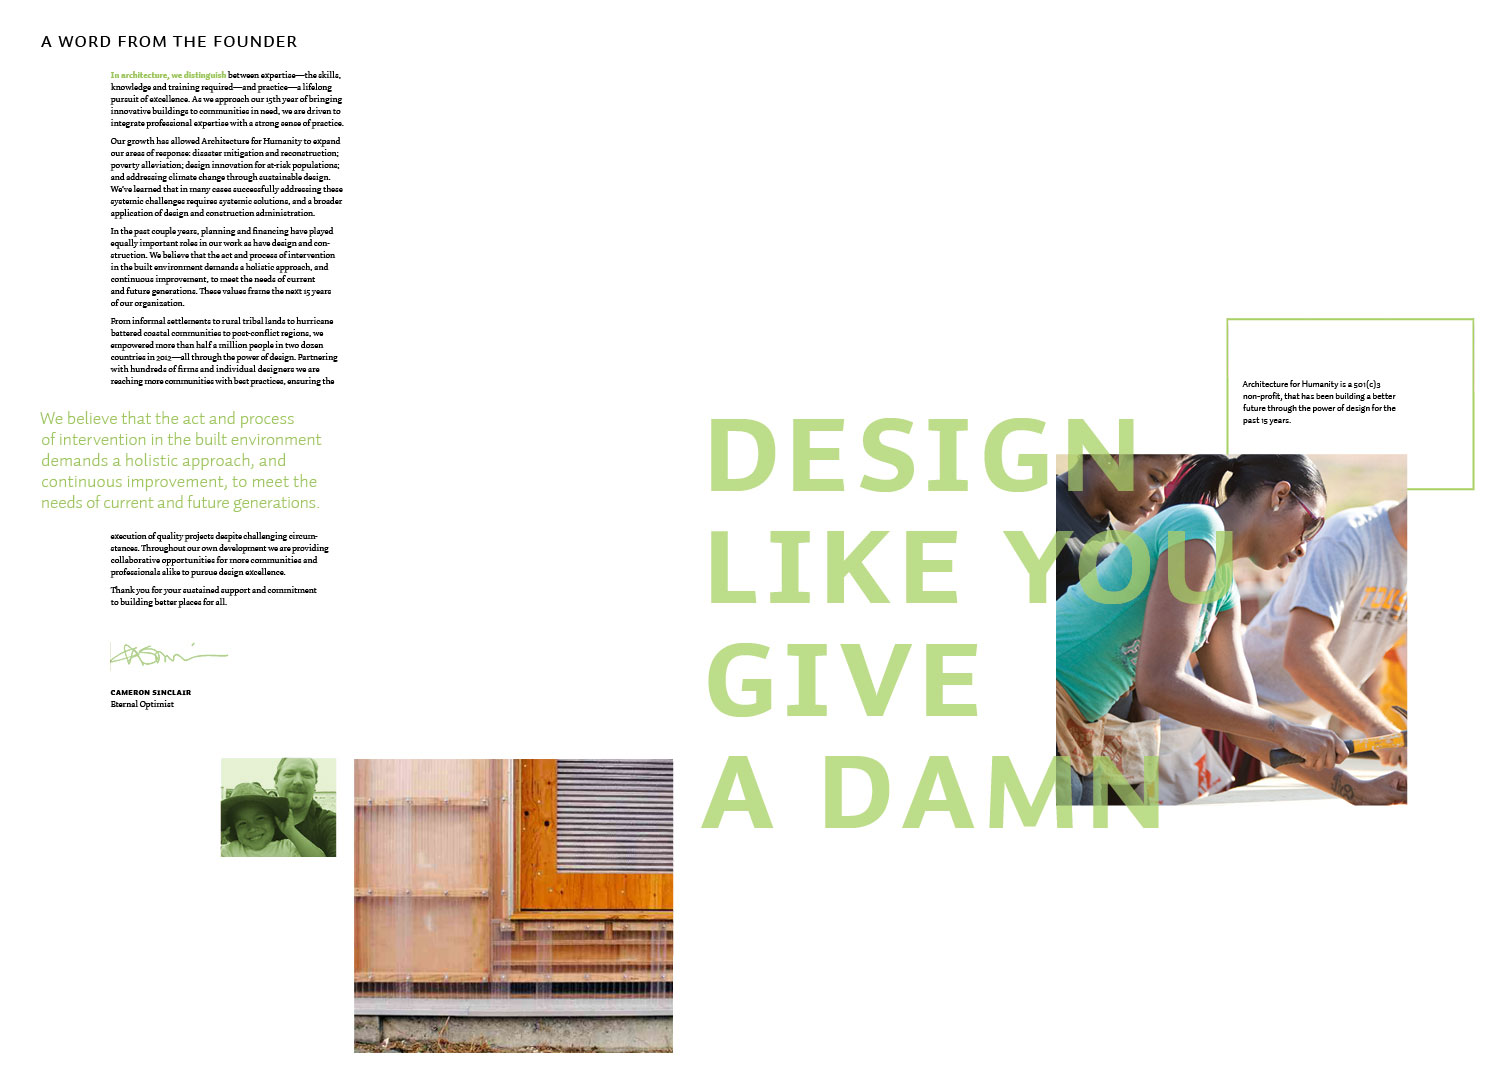 A WORD FROM THE FOUNDER
In architecture, we distinguish between expertise—the skills,
knowledge and training required—and practice—a lifelong
pursuit of excellence. As we approach our 15th year of bringing
innovative buildings to communities in need, we are driven to
integrate professional expertise with a strong sense of practice.
Our growth has allowed Architecture for Humanity to expand
our areas of response: disaster mitigation and reconstruction;
poverty alleviation; design innovation for at-risk populations;
and addressing climate change through sustainable design.
We've learned that in many cases successfully addressing these
systemic challenges requires systemic solutions, and a broader
application of design and construction administration.
In the past couple years, planning and financing have played
equally important roles in our work as have design and con-
struction. We believe that the act and process of intervention
in the built environment demands a holistic approach, and
continuous improvement, to meet the needs of current
and future generations. These values frame the next 15 years
of our organization.
From informal settlements to rural tribal lands to hurricane
battered coastal communities to post-conflict regions, we
empowered more than half a million people in two dozen
countries in 2012—all through the power of design. Partnering
with hundreds of firms and individual designers we are
reaching more communities with best practices, ensuring the
We believe that the act and process
of intervention in the built environment
demands a holistic approach, and
continuous improvement, to meet the
needs of current and future generations.
execution of quality projects despite challenging circum-
stances. Throughout our own development we are providing
collaborative opportunities for more communities and
professionals alike to pursue design excellence.
Thank you for your sustained support and commitment
to building better places for all.
CAMERON SINCLAIR
Eternal Optimist
DESIGN
LIKE YOU
GIVE
A DAMN
Architecture for Humanity is a 501(c)3
non-profit, that has been building a better
future through the power of design for the
past 15 years.